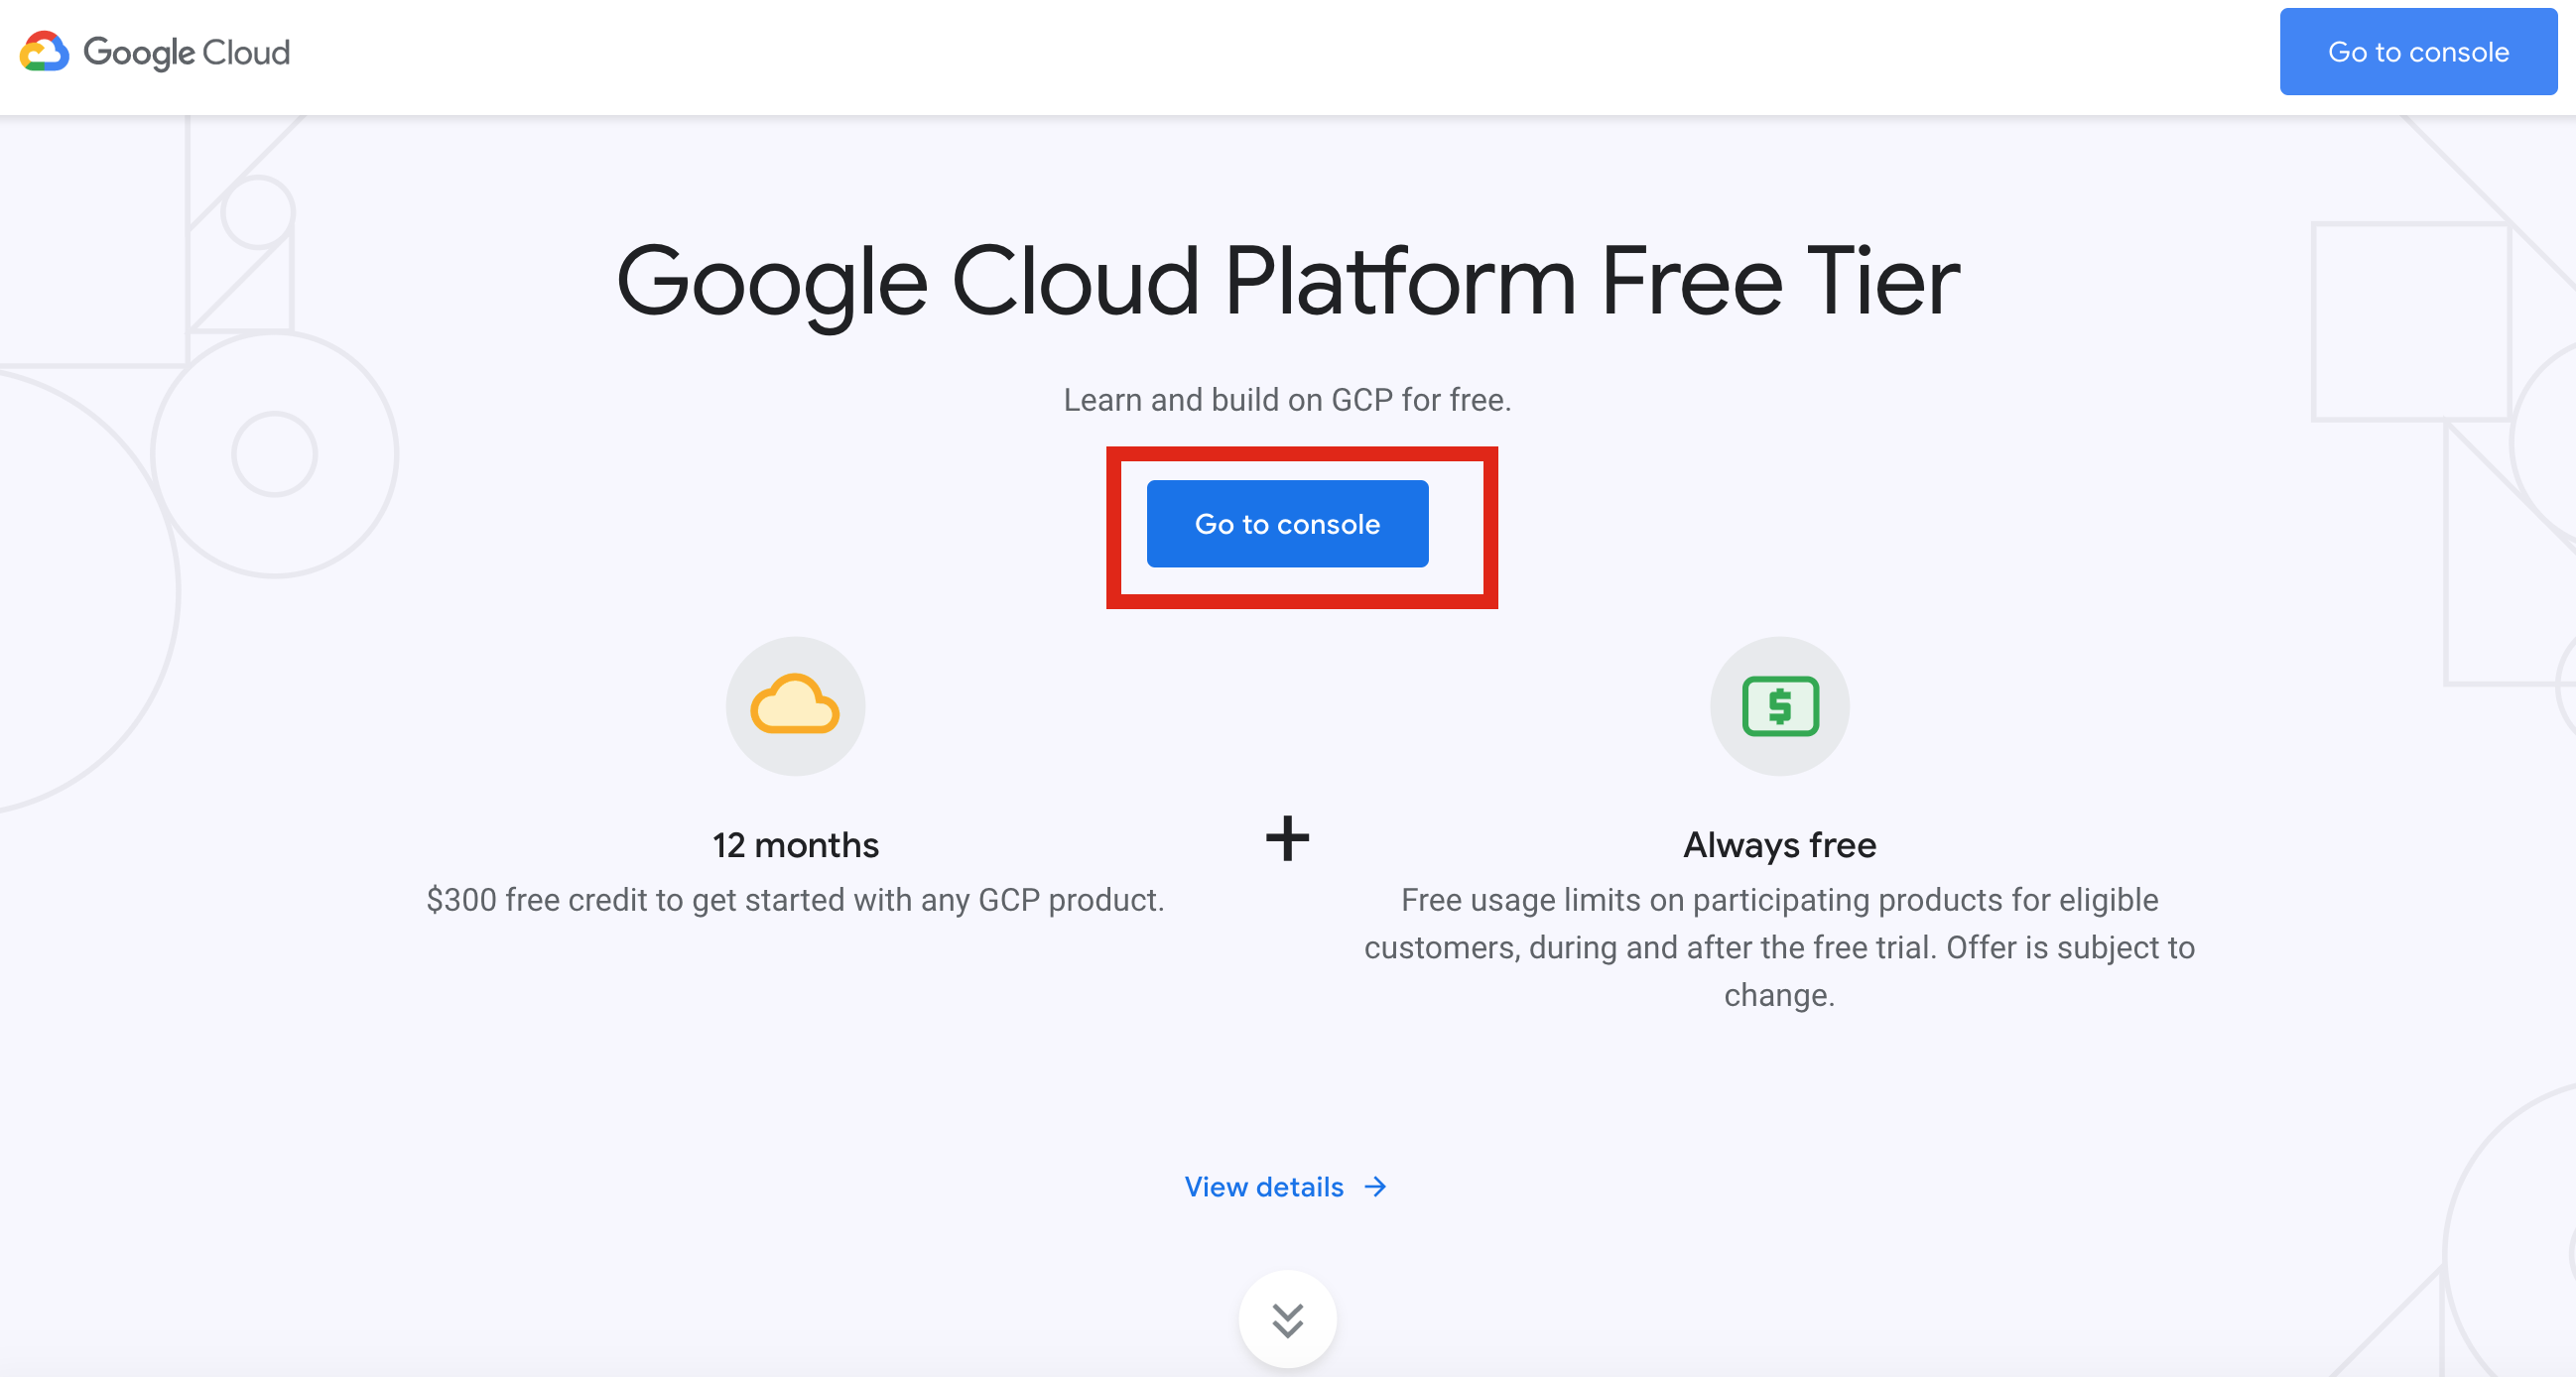 Google Cloud
Go to console
Google Cloud Platform Free Tier
Learn and build on GCP for free.
Go to console
12 months
$300 free credit to get started with any GCP product.
+
$
Always free
Free usage limits on participating products for eligible
customers, during and after the free trial. Offer is subject to
change.
View details →